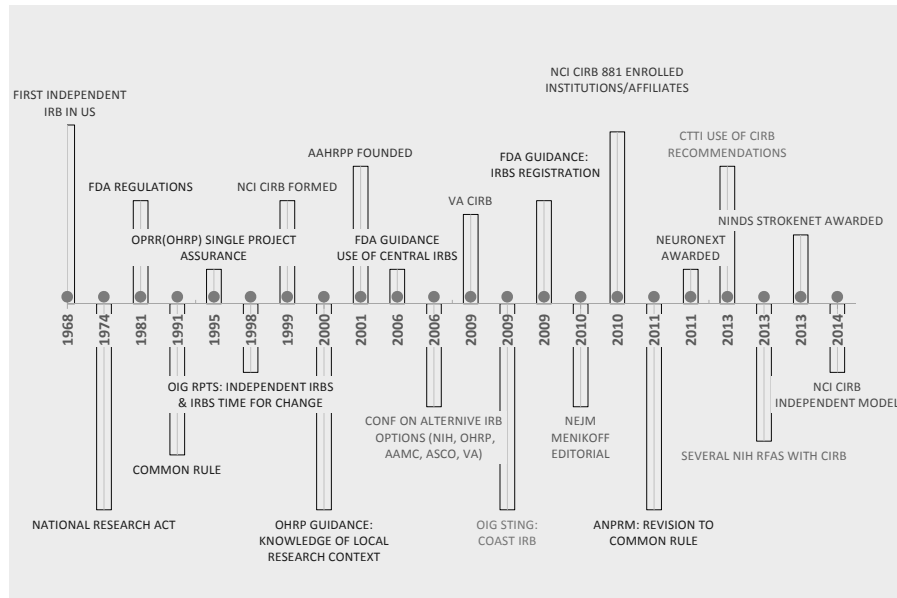 NCI CIRB 881 ENROLLED
INSTITUTIONS/AFFILIATES
FIRST INDEPENDENT
IRB IN US
CTTI USE OF CIRB
RECOMMENDATIONS
AAHRPP FOUNDED
FDA GUIDANCE:
IRBS REGISTRATION
FDA REGULATIONS
NCI CIRB FORMED
VA CIRB
NINDS STROKENET AWARDED
OPRR(OHRP) SINGLE PROJECT
ASSURANCE
FDA GUIDANCE
USE OF CENTRAL IRBS
NEURONEXT
AWARDED
1968
1974
1981
1991
1995
1998
1999
2000
2001
2006
2006
2009
2009
2009
2010
2010
2011
2011
2013
2013
2013
2014
OIG RPTS: INDEPENDENT IRBS
& IRBS TIME FOR CHANGE
NCI CIRB
INDEPENDENT MODEL
CONF ON ALTERNIVE IRB
OPTIONS (NIH, OHRP,
AAMC, ASCO, VA)
NEJM
MENIKOFF
EDITORIAL
COMMON RULE
SEVERAL NIH RFAS WITH CIRB
NATIONAL RESEARCH ACT
OHRP GUIDANCE:
KNOWLEDGE OF LOCAL
RESEARCH CONTEXT
OIG STING:
COAST IRB
ANPRM: REVISION TO
COMMON RULE